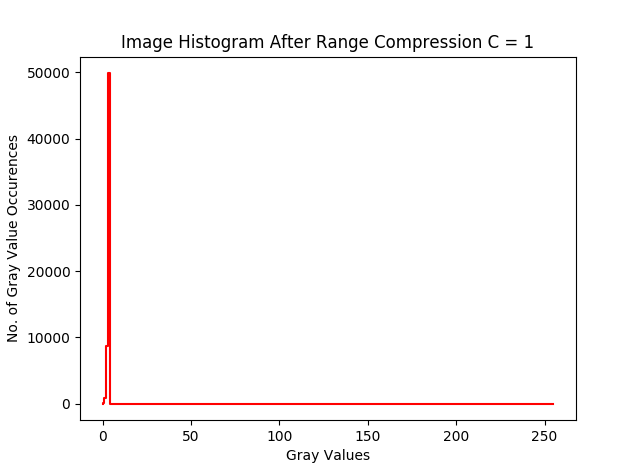 Image Histogram After Range Compression C = 1
50000
40000
30000
20000
10000
0
No. of Gray Value Occurences
0 50 100 150 200 250
Gray Values